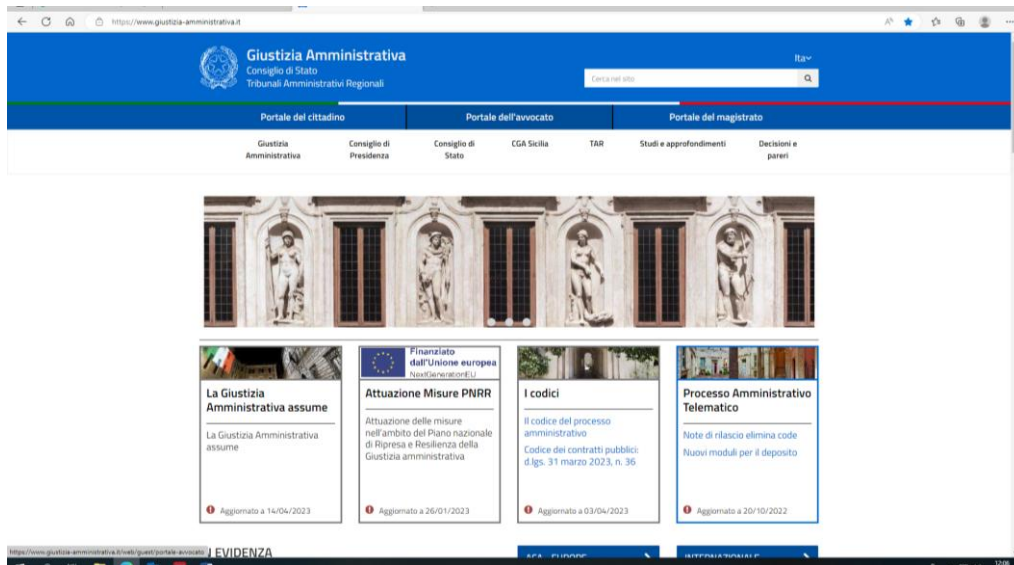 https://www.giustizia-amministrativa.it
Giustizia Amministrativa
Consiglio di Stato
Tribunali Amministrativi Regionali
Ita
Cerca nel sito
Portale del cittadino
Portale dell'avvocato
Portale del magistrato
Giustizia
Amministrativa
Consiglio di
Presidenza
Consiglio di
Stato
CGA Sicilia
TAR
Studi e approfondimenti
Decisioni e
pareri
La Giustizia
Amministrativa assume
La Giustizia Amministrativa
assume
Aggiornato a 14/04/2023
Finanziato
dall'Unione europea
NextGenerationEU
Attuazione Misure PNRR
Attuazione delle misure
nell'ambito del Piano nazionale
di Ripresa e Resilienza della
Giustizia amministrativa
Aggiornato a 26/01/2023
I codici
Il codice del processo
amministrativo
Codice dei contratti pubblici:
d.lgs. 31 marzo 2023, n. 36
Aggiornato a 03/04/2023
Processo Amministrativo
Telematico
Note di rilascio elimina code
Nuovi moduli per il deposito
Aggiornato a 20/10/2022
https://www.giustizia-amministrativa.it/web/guest/portale-avvocato
EVIDENZA
EUROPE
INTERNAZIONALE
12:06